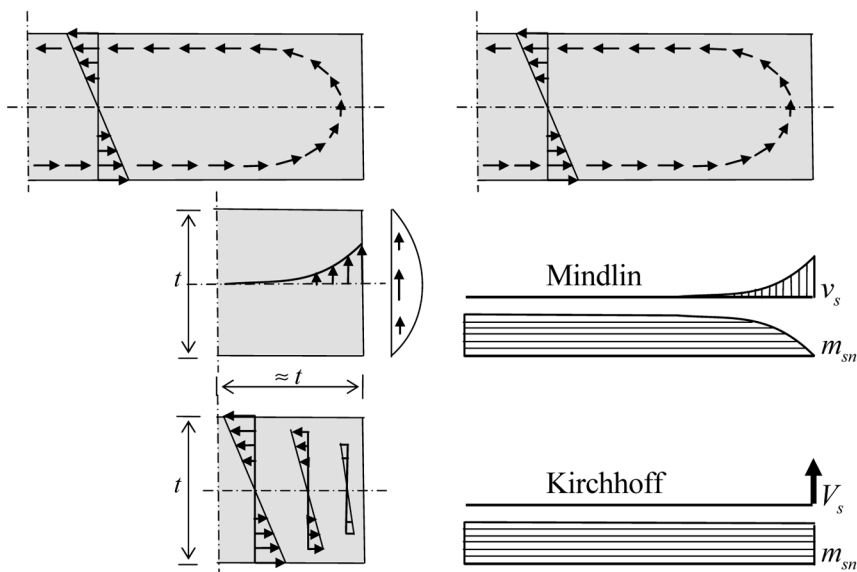 t
Mindlin
v_s
m_sn
≈ t
t
Kirchhoff
V_s
m_sn